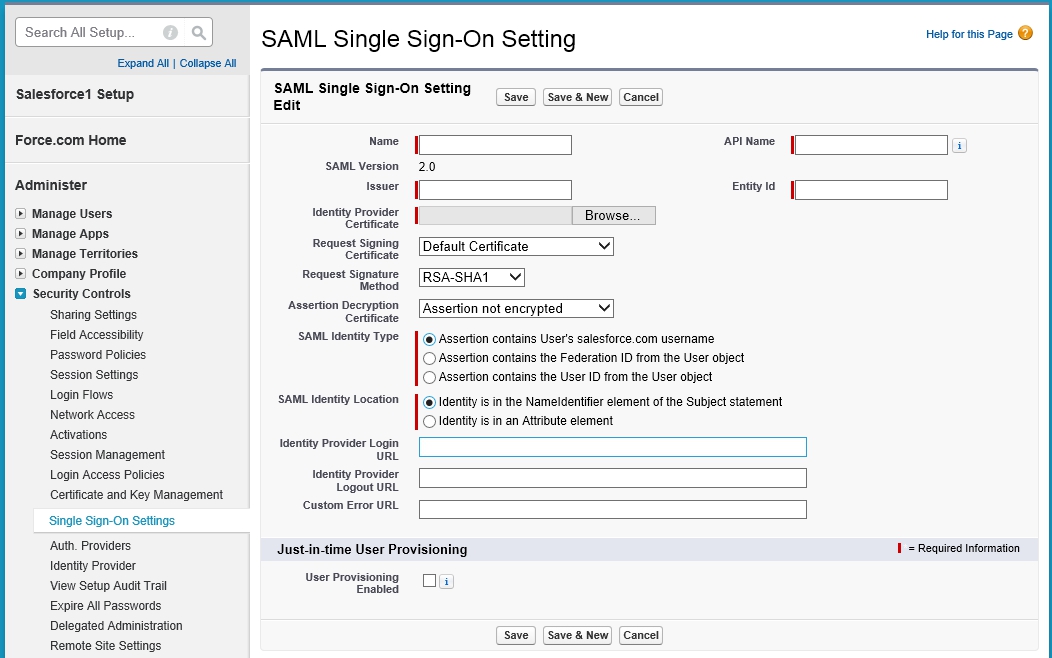 Search All Setup...
Expand All | Collapse All
Salesforce1 Setup
Force.com Home
Administer
Manage Users
Manage Apps
Manage Territories
Company Profile
Security Controls
Sharing Settings
Field Accessibility
Password Policies
Session Settings
Login Flows
Network Access
Activations
Session Management
Login Access Policies
Certificate and Key Management
Single Sign-On Settings
Auth. Providers
Identity Provider
View Setup Audit Trail
Expire All Passwords
Delegated Administration
Remote Site Settings
SAML Single Sign-On Setting
Help for this Page ?
SAML Single Sign-On Setting
Edit
Save Save & New Cancel
Name
API Name
i
SAML Version 2.0
Issuer
Entity Id
Identity Provider
Certificate
Browse...
Request Signing
Certificate
Default Certificate
Request Signature
Method
RSA-SHA1
Assertion Decryption
Certificate
Assertion not encrypted
SAML Identity Type
Assertion contains User's salesforce.com username
Assertion contains the Federation ID from the User object
Assertion contains the User ID from the User object
SAML Identity Location
Identity is in the NameIdentifier element of the Subject statement
Identity is in an Attribute element
Identity Provider Login
URL
Identity Provider
Logout URL
Custom Error URL
Just-in-time User Provisioning
= Required Information
User Provisioning
Enabled
i
Save Save & New Cancel